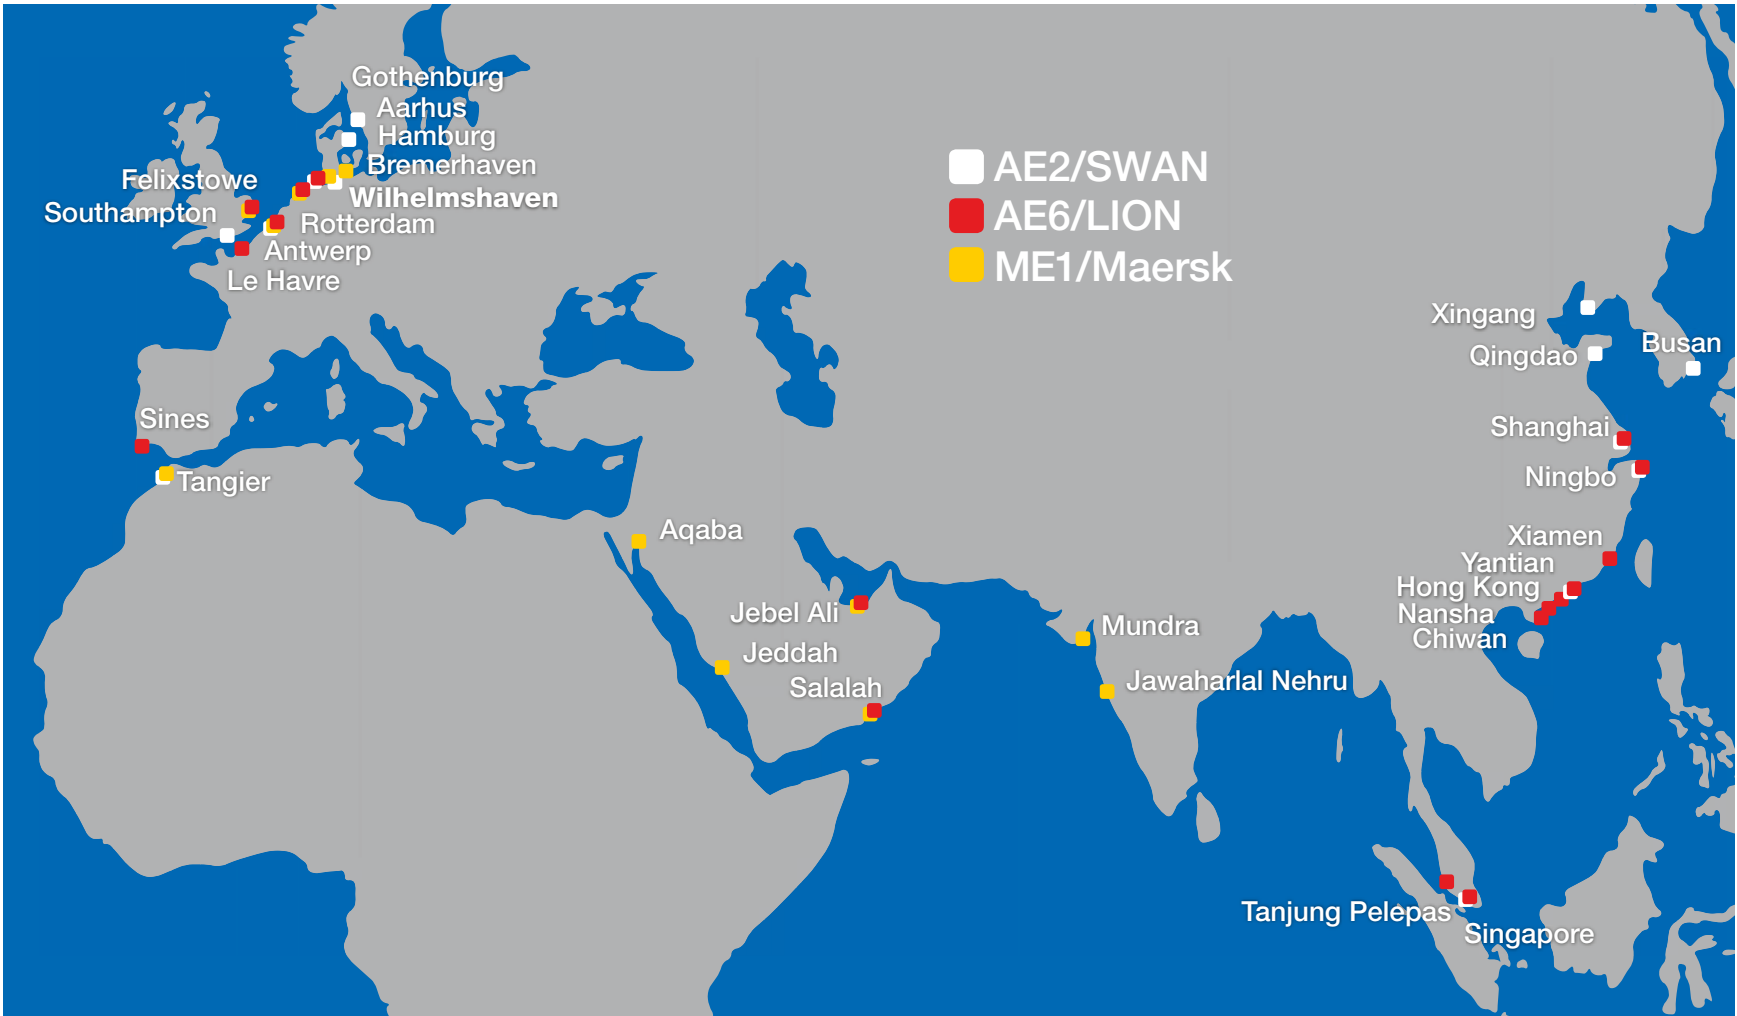 Gothenburg
Aarhus
Hamburg
Bremerhaven
Felixstowe
Wilhelmshaven
Southampton
Rotterdam
Antwerp
Le Havre
AE2/SWAN
AE6/LION
ME1/Maersk
Xingang
Busan
Qingdao
Sines
Shanghai
Tangier
Ningbo
Aqaba
Xiamen
Yantian
Hong Kong
Jebel Ali
Nansha
Mundra
Chiwan
Jeddah
Jawaharlal Nehru
Salalah
Tanjung Pelepas
Singapore